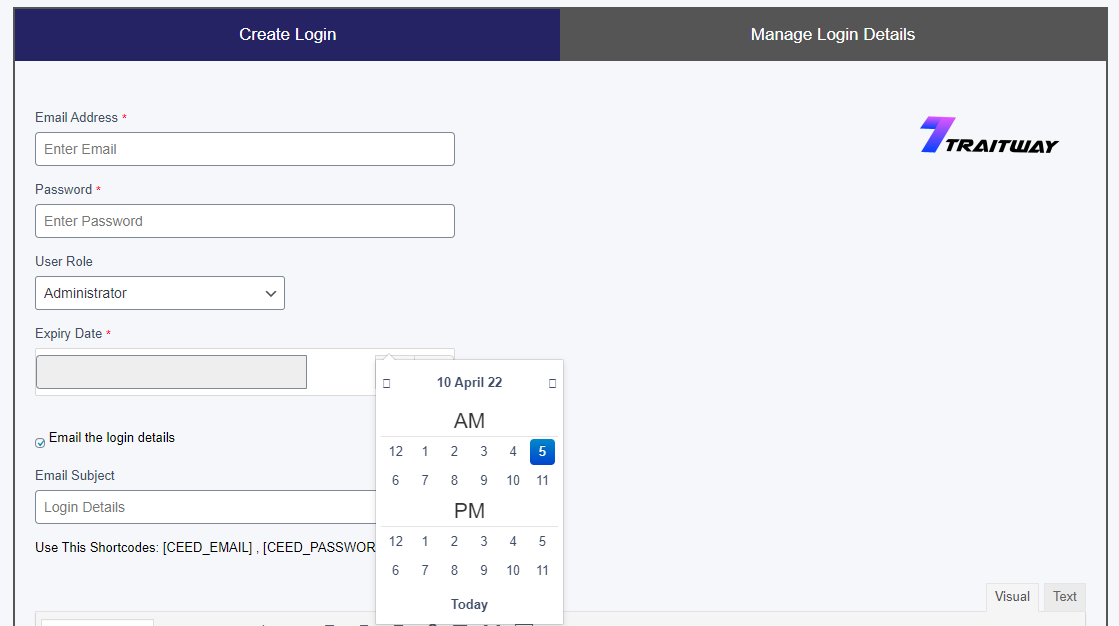 Create Login
Manage Login Details
Email Address *
Enter Email
TRAITWAY
Password *
Enter Password
User Role
Administrator
Expiry Date *
10 April 22
AM
12 1 2 3 4 5
6 7 8 9 10 11
PM
12 1 2 3 4 5
6 7 8 9 10 11
Today
Email the login details
Email Subject
Login Details
Use This Shortcodes: [CEED_EMAIL] , [CEED_PASSWOR
Visual
Text